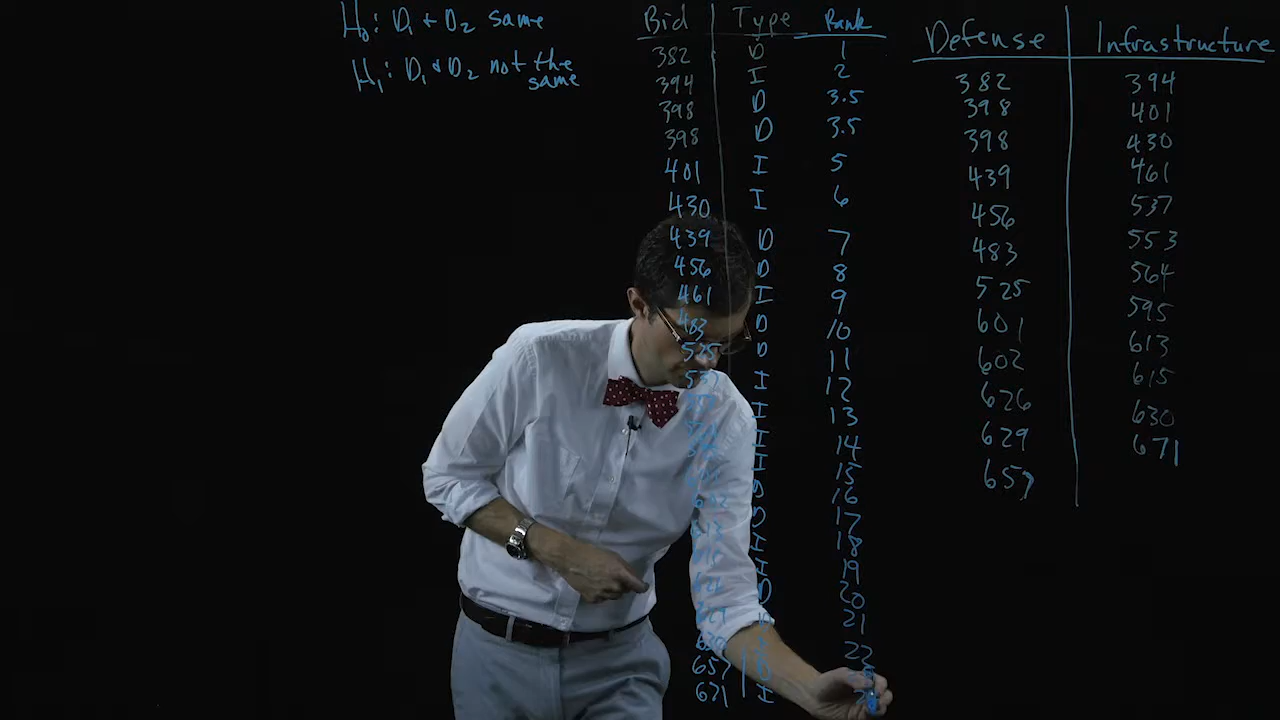 H₀: D₁ & D₂ same
H₁: D₁ & D₂ not the
same
Bid Type Rank
382 D 1
394 I 2
398 D 3.5
398 D 3.5
401 I 5
430 I 6
439 D 7
456 D 8
461 I 9
483 D 10
525 D 11
537 I 12
I 13
I 14
I 15
16
602 17
I 18
I 19
D 20
21
22
657
671 I
Defense Infrastructure
382 394
398 401
398 430
439 461
456 537
483 553
525 564
601 595
602 613
626 615
629 630
657 671